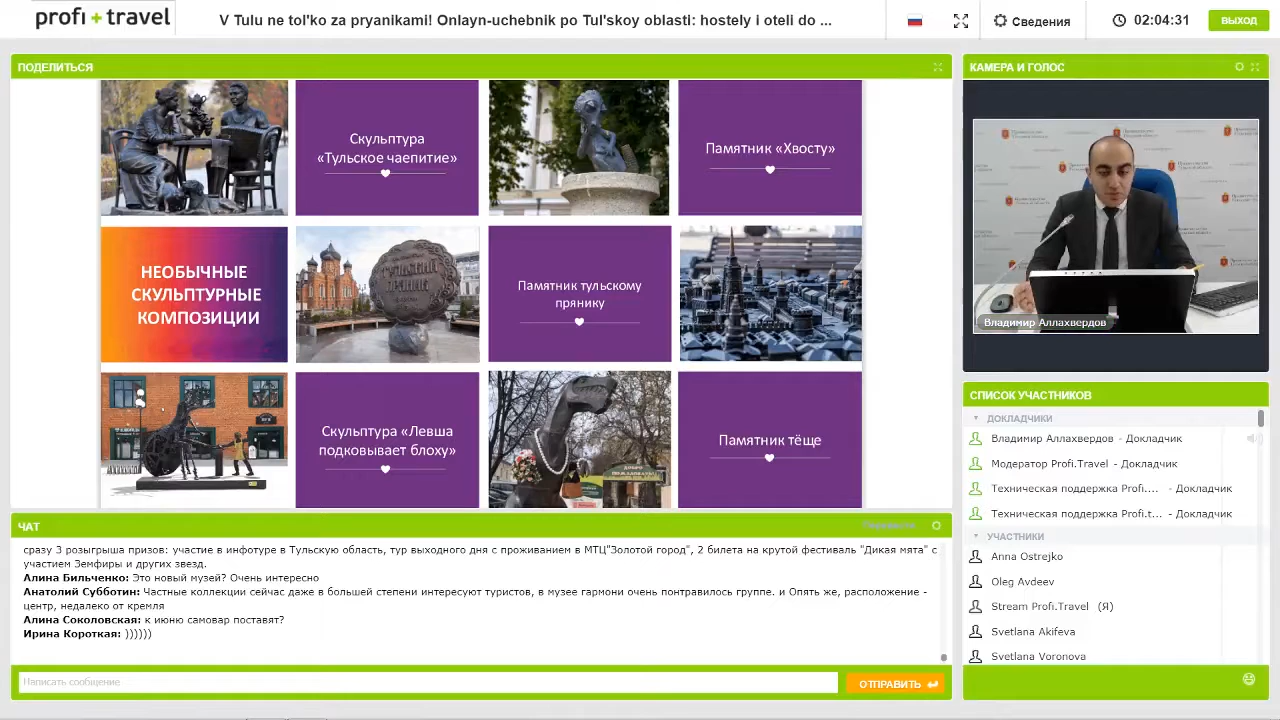 profi + travel
V Tulu ne tol'ko za pryanikami! Onlayn-uchebnik po Tul'skoy oblasti: hostely i oteli do ...
Сведения
02:04:31
ВЫХОД
ПОДЕЛИТЬСЯ
Скульптура
«Тульское чаепитие»
Памятник «Хвосту»
НЕОБЫЧНЫЕ
СКУЛЬПТУРНЫЕ
КОМПОЗИЦИИ
ТУЛЬСКИЙ
ПРЯНИК
Памятник тульскому
прянику
Скульптура «Левша
подковывает блоху»
Памятник тёще
КАМЕРА И ГОЛОС
Владимир Аллахвердов
СПИСОК УЧАСТНИКОВ
ДОКЛАДЧИКИ
Владимир Аллахвердов - Докладчик
Модератор Profi.Travel - Докладчик
Техническая поддержка Profi.... - Докладчик
Техническая поддержка Profi.t... - Докладчик
УЧАСТНИКИ
Anna Ostrejko
Oleg Avdeev
Stream Profi.Travel (Я)
Svetlana Akifeva
Svetlana Voronova
ЧАТ
сразу 3 розыгрыша призов: участие в инфотуре в Тульскую область, тур выходного дня с проживанием в МТЦ"Золотой город", 2 билета на крутой фестиваль "Дикая мята" с
участием Земфиры и других звезд.
Алина Бильченко: Это новый музей? Очень интересно
Анатолий Субботин: Частные коллекции сейчас даже в большей степени интересуют туристов, в музее гармони очень понтравилось группе. и Опять же, расположение -
центр, недалеко от кремля
Алина Соколовская: к июню самовар поставят?
Ирина Короткая: ))))))
Написать сообщение
ОТПРАВИТЬ